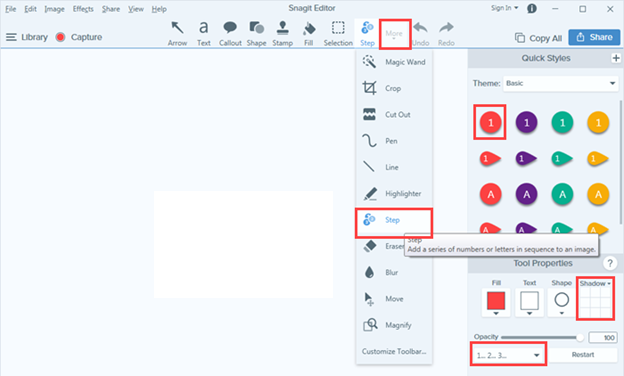 Snagit Editor
Sign In
File Edit Image Effects Share View Help
Library Capture
Arrow Text Callout Shape Stamp Fill Selection Step More Undo Redo
Copy All Share
Magic Wand
Crop
Cut Out
Pen
Line
Highlighter
Step
Eraser
Blur
Move
Magnify
Customize Toolbar...
Step
Add a series of numbers or letters in sequence to an image.
Quick Styles
Theme: Basic
1 1 1 1
1 1 1 1
A A A A
A A A A
Tool Properties ?
Fill Text Shape Shadow
Opacity 100
1... 2... 3... Restart